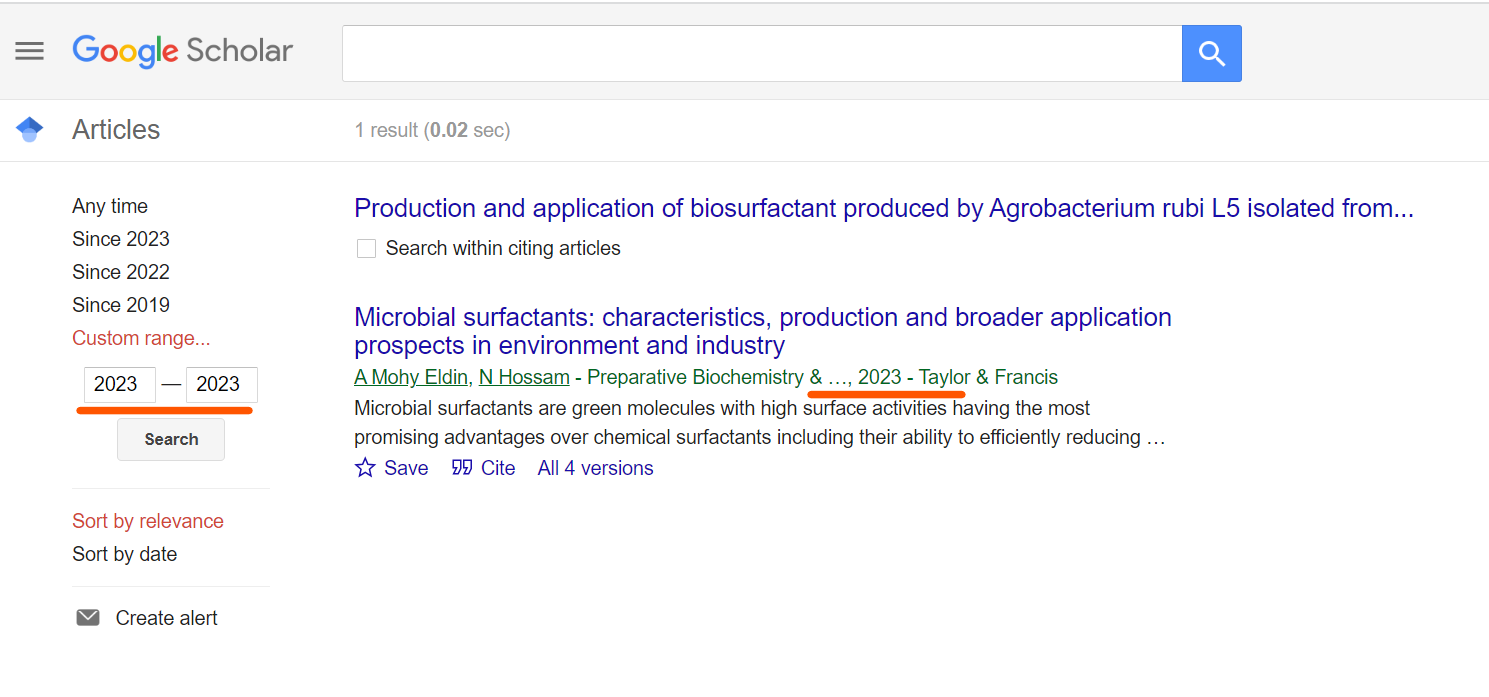 Google Scholar
Articles
1 result (0.02 sec)
Any time
Since 2023
Since 2022
Since 2019
Custom range...
2023 — 2023
Search
Sort by relevance
Sort by date
Create alert
Production and application of biosurfactant produced by Agrobacterium rubi L5 isolated from...
Search within citing articles
Microbial surfactants: characteristics, production and broader application
prospects in environment and industry
A Mohy Eldin, N Hossam - Preparative Biochemistry & …, 2023 - Taylor & Francis
Microbial surfactants are green molecules with high surface activities having the most
promising advantages over chemical surfactants including their ability to efficiently reducing …
Save Cite All 4 versions